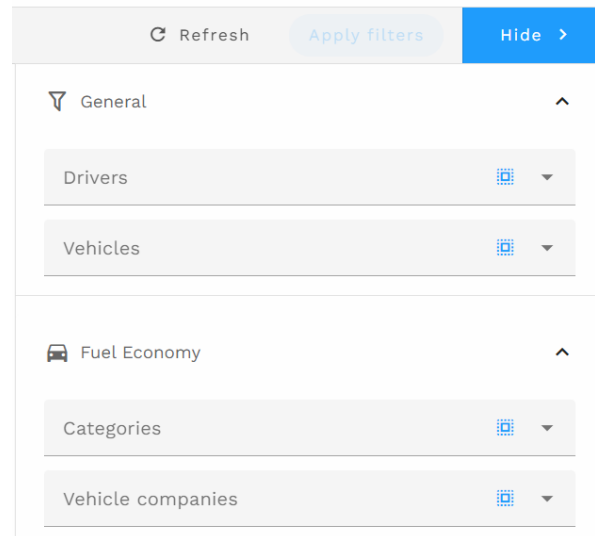 Refresh Apply filters Hide
General
Drivers
Vehicles
Fuel Economy
Categories
Vehicle companies